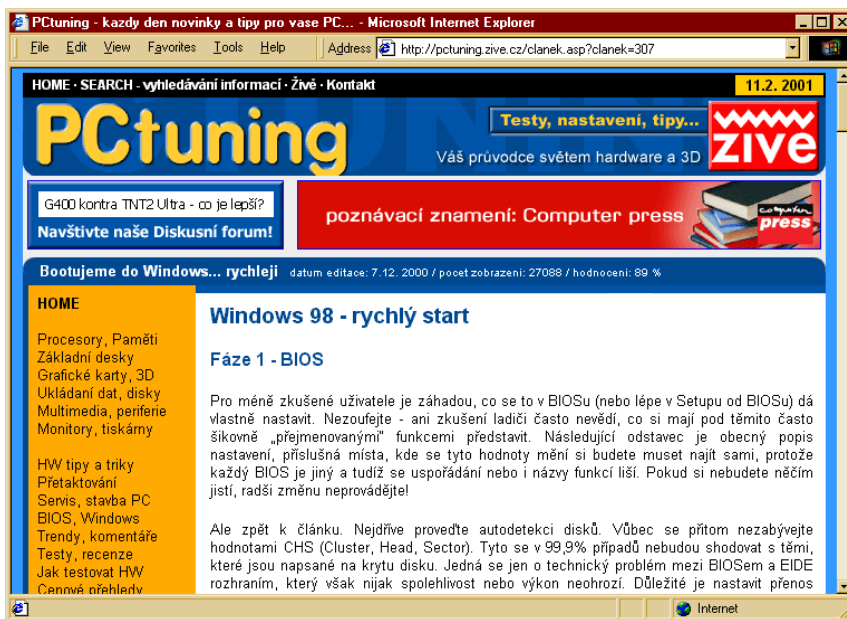 PCtuning - kazdy den novinky a tipy pro vase PC... - Microsoft Internet Explorer
File Edit View Favorites Tools Help Address http://pctuning.zive.cz/clanek.asp?clanek=307
HOME · SEARCH - vyhledávání informací · Živě · Kontakt 11.2. 2001
PCtuning
Testy, nastavení, tipy...
Váš průvodce světem hardware a 3D
ZIVE
G400 kontra TNT2 Ultra - co je lepší?
Navštivte naše Diskusní forum!
poznávací znamení: Computer press
computer press
Bootujeme do Windows... rychleji datum editace: 7.12. 2000 / pocet zobrazeni: 27088 / hodnoceni: 89 %
HOME
Procesory, Paměti
Základní desky
Grafické karty, 3D
Ukládaní dat, disky
Multimedia, periferie
Monitory, tiskárny
HW tipy a triky
Přetaktování
Servis, stavba PC
BIOS, Windows
Trendy, komentáře
Testy, recenze
Jak testovat HW
Cenové přehledy
Windows 98 - rychlý start
Fáze 1 - BIOS
Pro méně zkušené uživatele je záhadou, co se to v BIOSu (nebo lépe v Setupu od BIOSu) dá
vlastně nastavit. Nezoufejte - ani zkušení ladiči často nevědí, co si mají pod těmito často
šikovně „přejmenovanými" funkcemi představit. Následující odstavec je obecný popis
nastavení, příslušná místa, kde se tyto hodnoty mění si budete muset najít sami, protože
každý BIOS je jiný a tudíž se uspořádání nebo i názvy funkcí liší. Pokud si nebudete něčím
jistí, radši změnu neprovádějte!
Ale zpět k článku. Nejdříve proveďte autodetekci disků. Vůbec se přitom nezabývejte
hodnotami CHS (Cluster, Head, Sector). Tyto se v 99,9% případů nebudou shodovat s těmi,
které jsou napsané na krytu disku. Jedná se jen o technický problém mezi BIOSem a EIDE
rozhraním, který však nijak spolehlivost nebo výkon neohrozí. Důležité je nastavit přenos
Internet